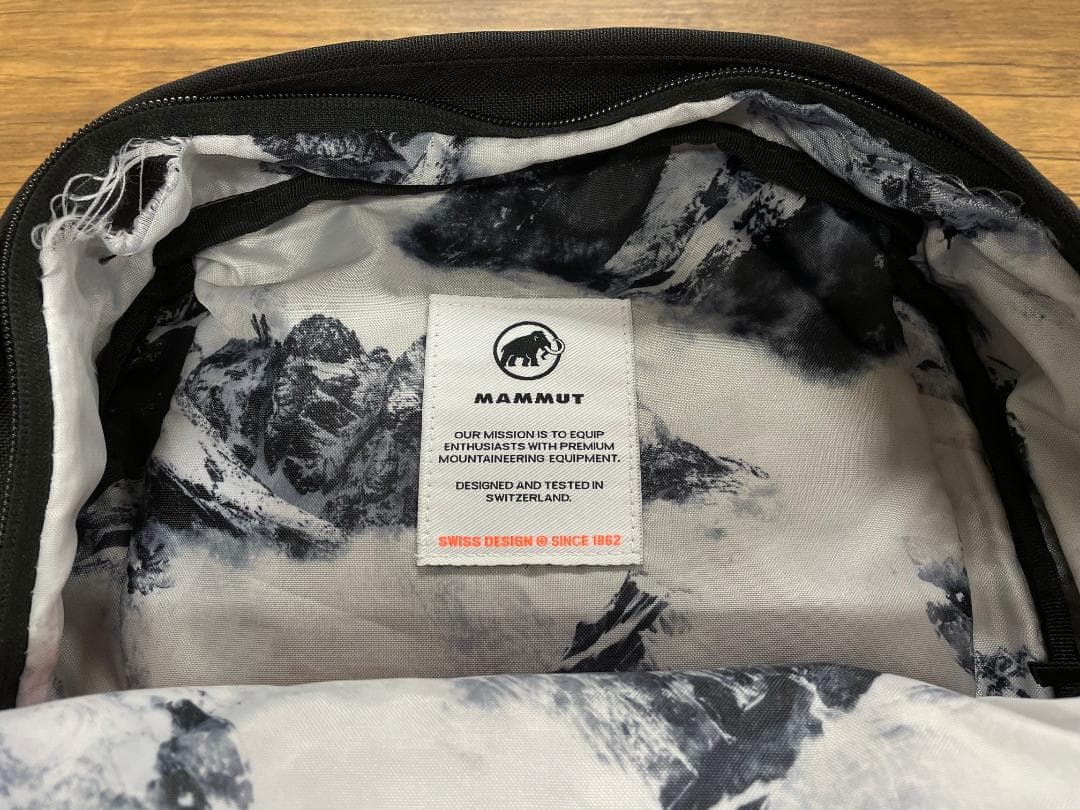 MAMMUT
OUR MISSION IS TO EQUIP
ENTHUSIASTS WITH PREMIUM
MOUNTAINEERING EQUIPMENT.
DESIGNED AND TESTED IN
SWITZERLAND.
SWISS DESIGN ⊕ SINCE 1862